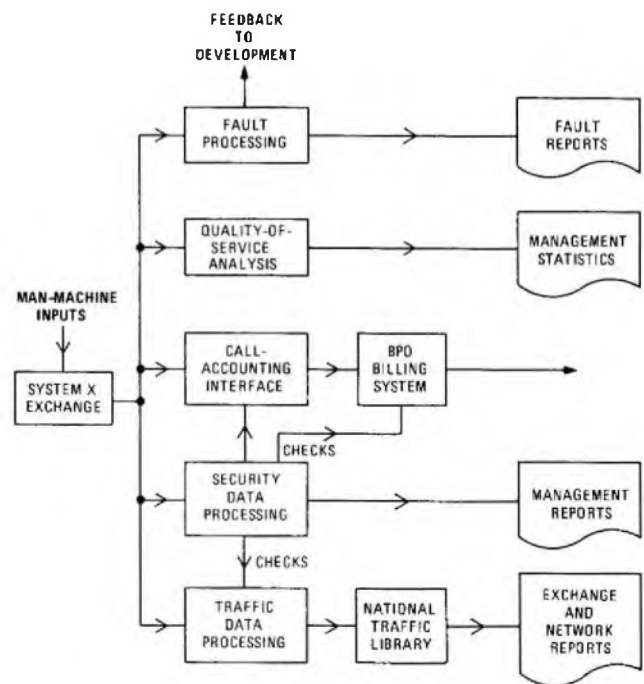 FEEDBACK
TO
DEVELOPMENT
FAULT
PROCESSING
FAULT
REPORTS
QUALITY-OF-
SERVICE
ANALYSIS
MANAGEMENT
STATISTICS
MAN-MACHINE
INPUTS
SYSTEM X
EXCHANGE
CALL-
ACCOUNTING
INTERFACE
BPD
BILLING
SYSTEM
CHECKS
SECURITY
DATA
PROCESSING
MANAGEMENT
REPORTS
CHECKS
TRAFFIC
DATA
PROCESSING
NATIONAL
TRAFFIC
LIBRARY
EXCHANGE
AND
NETWORK
REPORTS